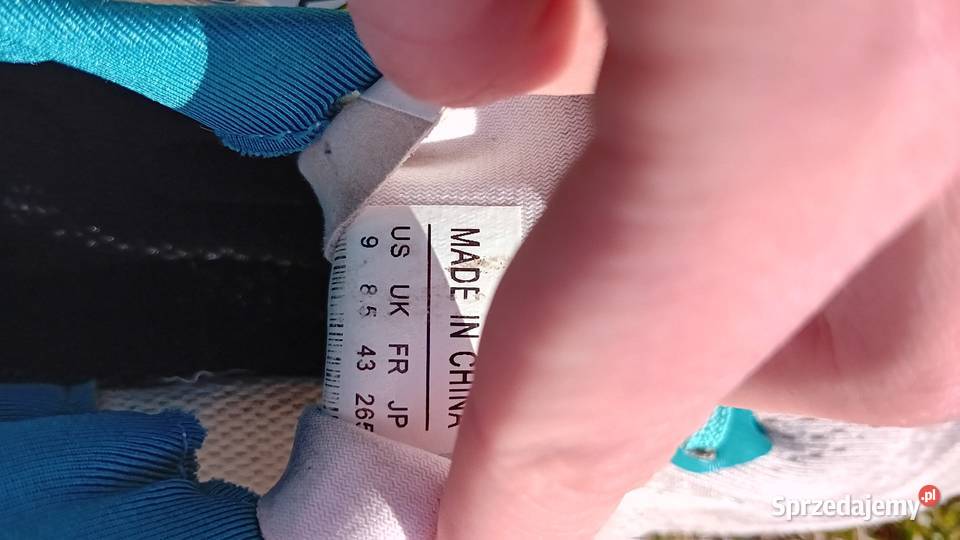 MADE IN CHINA
US UK FR JP
9 8.5 43 265
Sprzedajemy.pl